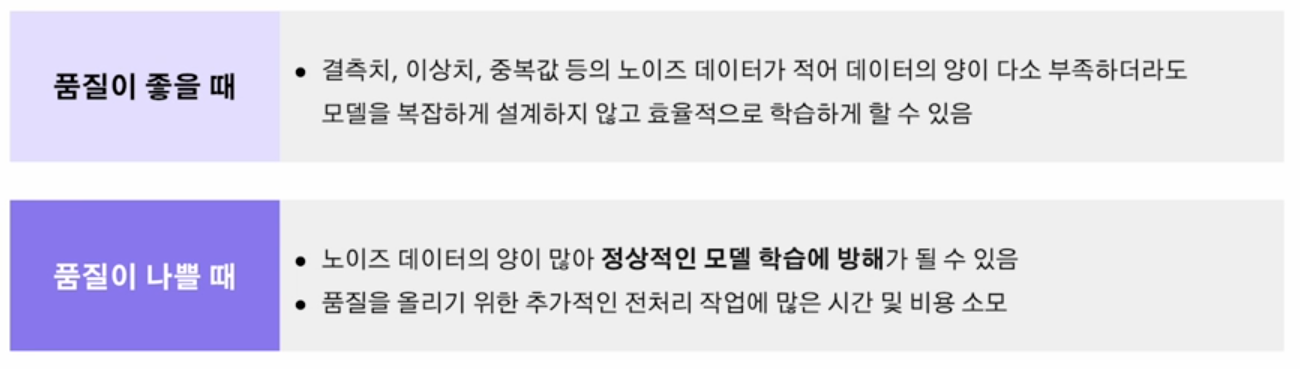 품질이 좋을 때
• 결측치, 이상치, 중복값 등의 노이즈 데이터가 적어 데이터의 양이 다소 부족하더라도
모델을 복잡하게 설계하지 않고 효율적으로 학습하게 할 수 있음
품질이 나쁠 때
• 노이즈 데이터의 양이 많아 정상적인 모델 학습에 방해가 될 수 있음
• 품질을 올리기 위한 추가적인 전처리 작업에 많은 시간 및 비용 소모